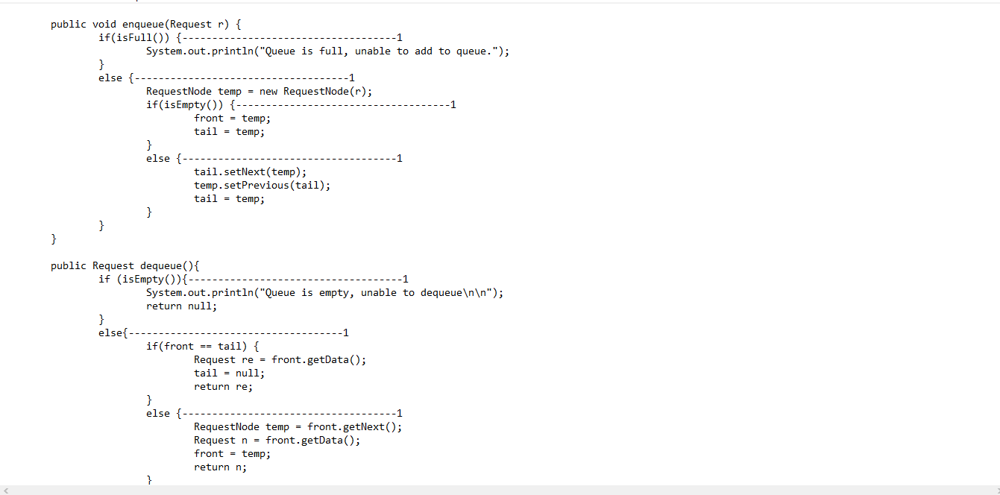 public void enqueue(Request r) {
if(isFull()) {------------------------------------1
System.out.println("Queue is full, unable to add to queue.");
}
else {------------------------------------1
RequestNode temp = new RequestNode(r);
if(isEmpty()) {------------------------------------1
front = temp;
tail = temp;
}
else {------------------------------------1
tail.setNext(temp);
temp.setPrevious(tail);
tail = temp;
}
}
}
public Request dequeue(){
if (isEmpty()){------------------------------------1
System.out.println("Queue is empty, unable to dequeue\n\n");
return null;
}
else{------------------------------------1
if(front == tail) {
Request re = front.getData();
tail = null;
return re;
}
else {------------------------------------1
RequestNode temp = front.getNext();
Request n = front.getData();
front = temp;
return n;
}